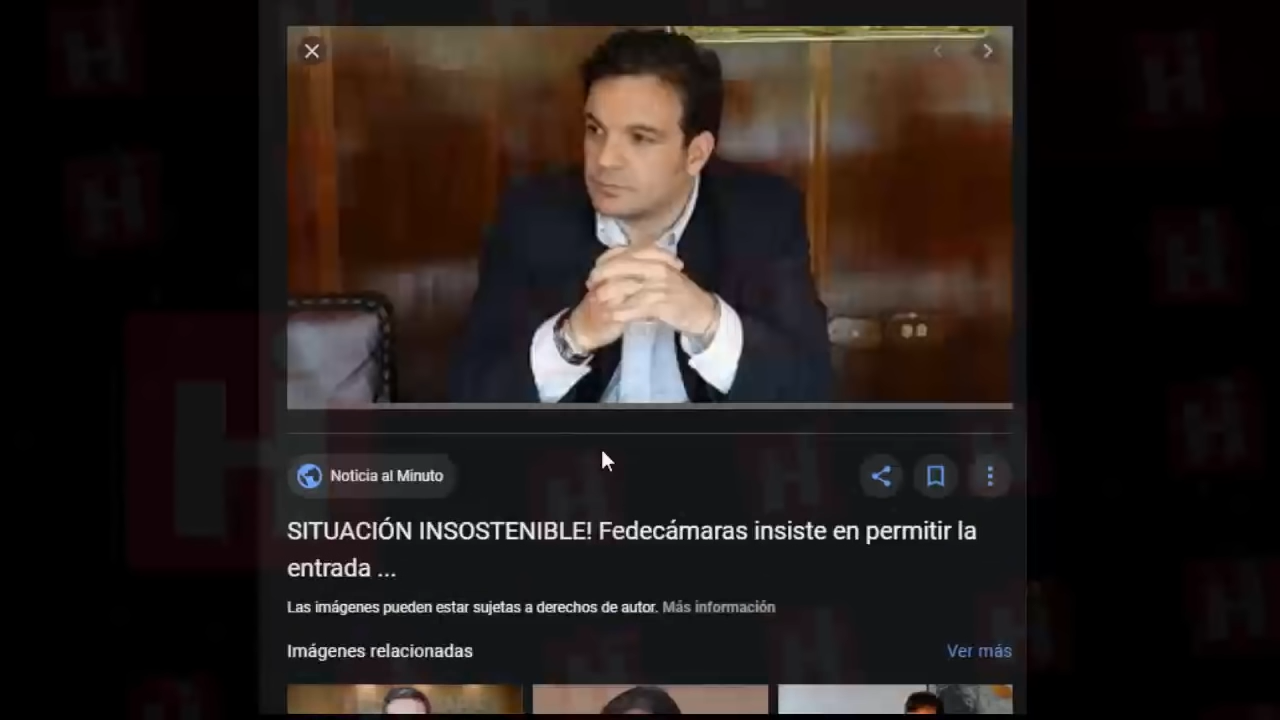 Noticia al Minuto
SITUACIÓN INSOSTENIBLE! Fedecámaras insiste en permitir la
entrada ...
Las imágenes pueden estar sujetas a derechos de autor. Más información
Imágenes relacionadas
Ver más